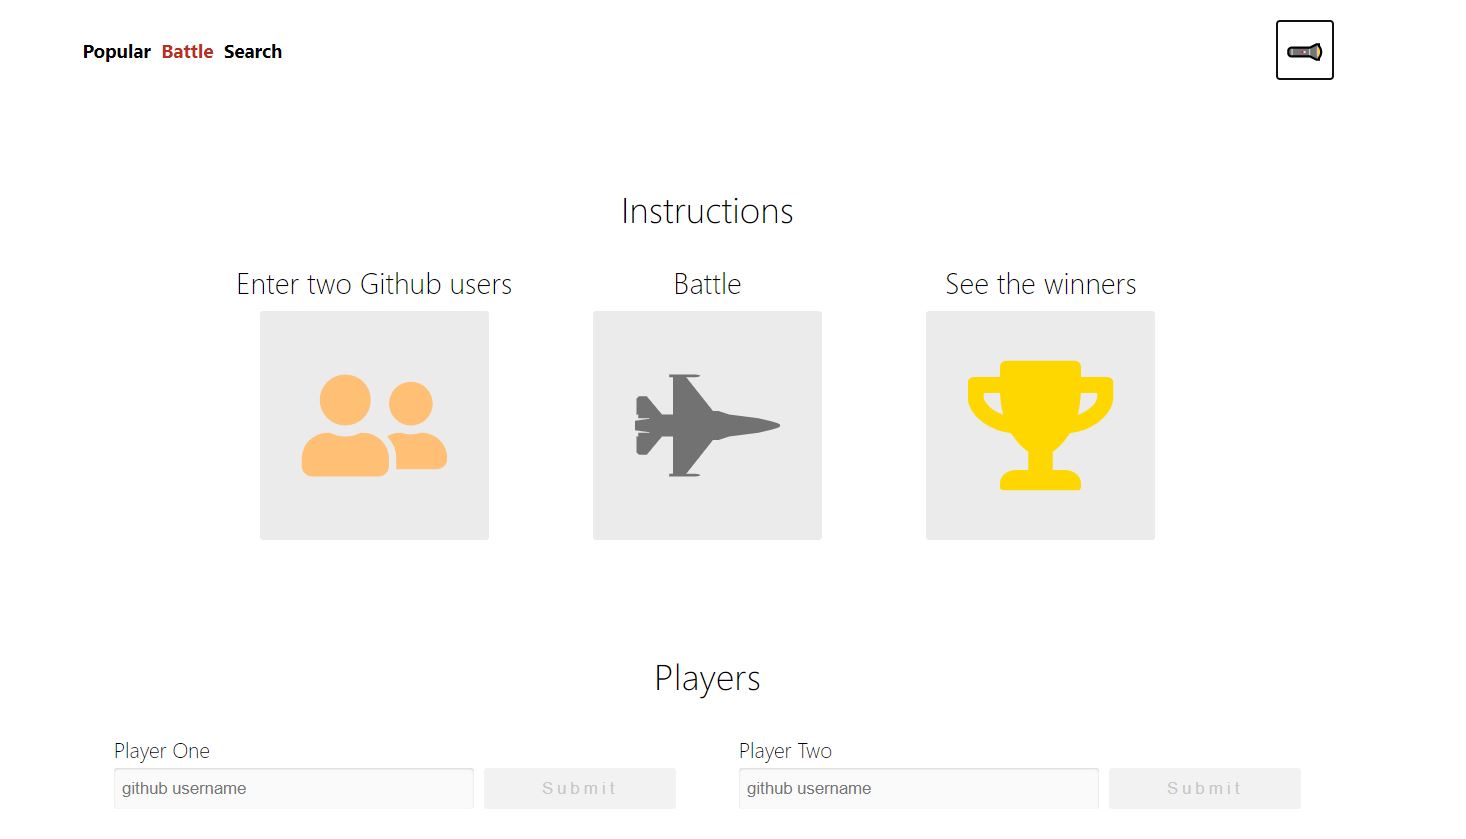 Popular Battle Search
Instructions
Enter two Github users
Battle
See the winners
Players
Player One
github username
Submit
Player Two
github username
Submit